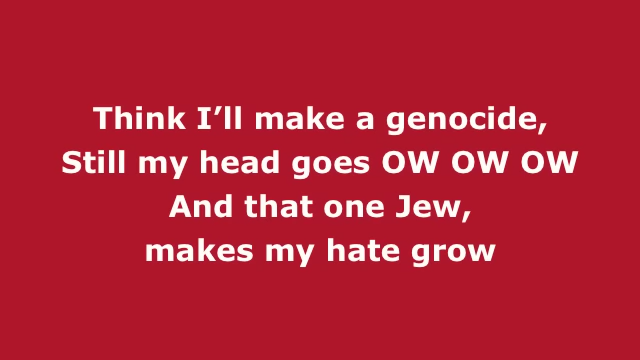 Think I’ll make a genocide,
Still my head goes OW OW OW
And that one Jew,
makes my hate grow